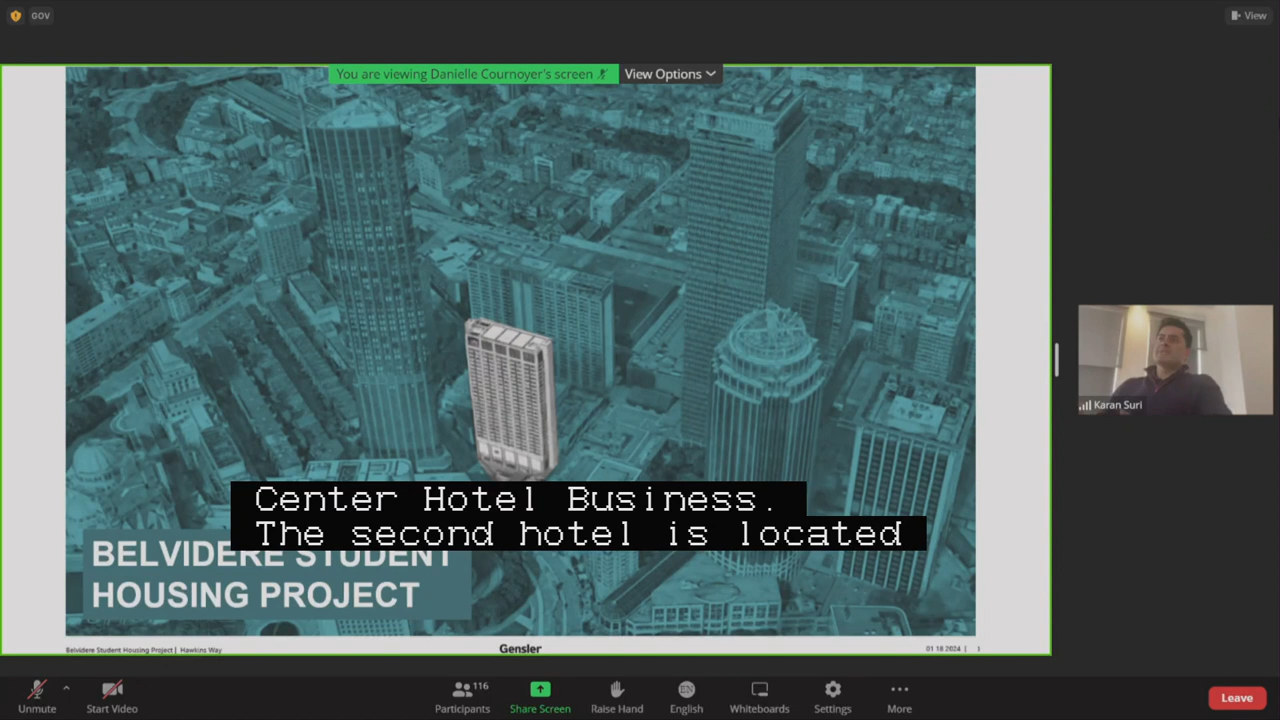 GOV
View
You are viewing Danielle Cournoyer's screen
View Options
Karan Suri
Center Hotel Business.
The second hotel is located
BELVIDERE STUDENT
HOUSING PROJECT
Belvidere Student Housing Project | Hawkins Way
Gensler
01 18 2024 |
Unmute
Start Video
Participants
116
Share Screen
Raise Hand
EN
English
Whiteboards
Settings
More
Leave